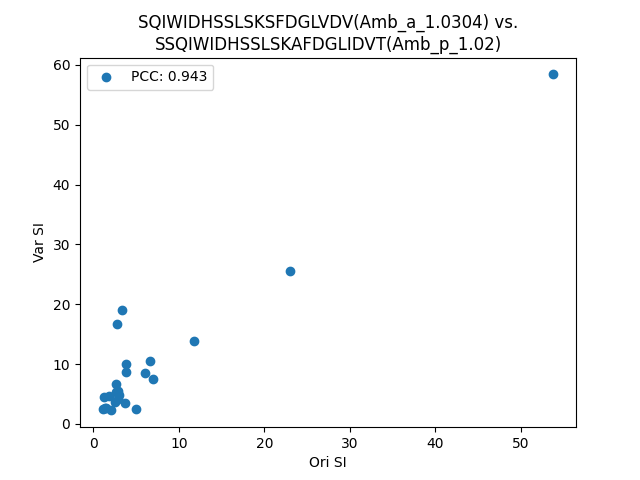 SQIWIDHSSLSKSFDGLVDV(Amb_a_1.0304) vs.
SSQIWIDHSSLSKAFDGLIDVT(Amb_p_1.02)
PCC: 0.943
60
50
40
30
20
10
0
Var SI
0 10 20 30 40 50
Ori SI